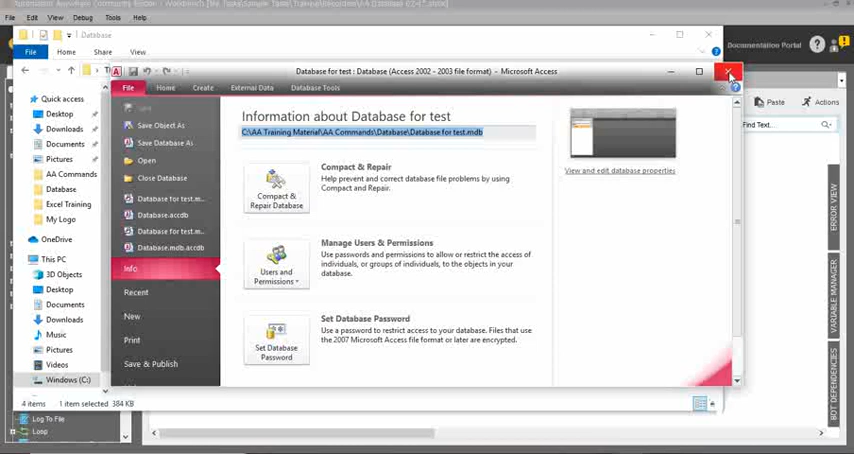 File Edit View Debug Tools Help
Database
File Home Share View
Documentation Portal
Database for test : Database (Access 2002 - 2003 file format) - Microsoft Access
File Home Create External Data Database Tools
Quick access
Desktop
Downloads
Documents
Pictures
AA Commands
Database
Excel Training
My Logo
OneDrive
This PC
3D Objects
Desktop
Documents
Downloads
Music
Pictures
Videos
Windows (C:)
4 items 1 item selected 384 KB
Log To File
Loop
Save Object As
Save Database As
Open
Close Database
Database for test.m...
Database.accdb
Database for test.m...
Database.mdb.accdb
Info
Recent
New
Print
Save & Publish
Information about Database for test
C:\AA Training Material\AA Commands\Database\Database for test.mdb
Compact & Repair Database
Compact & Repair
Help prevent and correct database file problems by using
Compact and Repair.
Users and
Permissions
Manage Users & Permissions
Use passwords and permissions to allow or restrict the access of
individuals, or groups of individuals, to the objects in your
database.
Set Database
Password
Set Database Password
Use a password to restrict access to your database. Files that use
the 2007 Microsoft Access file format or later are encrypted.
View and edit database properties
Paste Actions
Find Text...
ERROR VIEW
VARIABLE MANAGER
BOT DEPENDENCIES